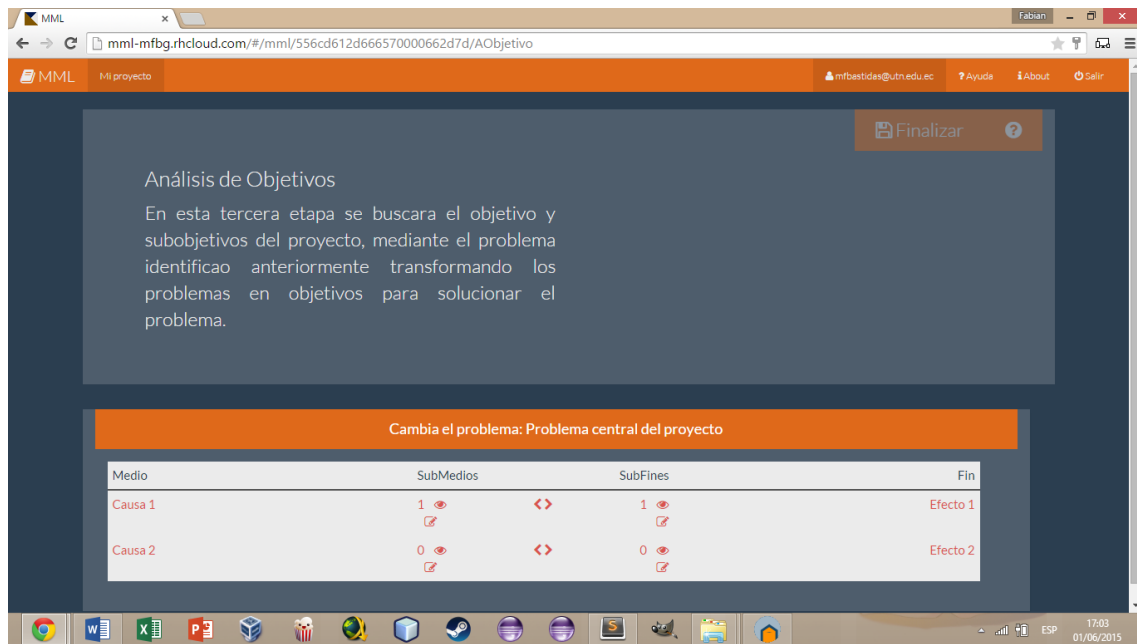 MML
Fabian
mml-mfbg.rhcloud.com/#/mml/556cd612d666570000662d7d/AObjetivo
MML Mi proyecto mfbastidas@utn.edu.ec ? Ayuda i About Salir
Finalizar ?
Análisis de Objetivos
En esta tercera etapa se buscara el objetivo y
subobjetivos del proyecto, mediante el problema
identificao anteriormente transformando los
problemas en objetivos para solucionar el
problema.
Cambia el problema: Problema central del proyecto
Medio SubMedios SubFines Fin
Causa 1 1 <> 1 Efecto 1
Causa 2 0 <> 0 Efecto 2
ESP 17:03
01/06/2015